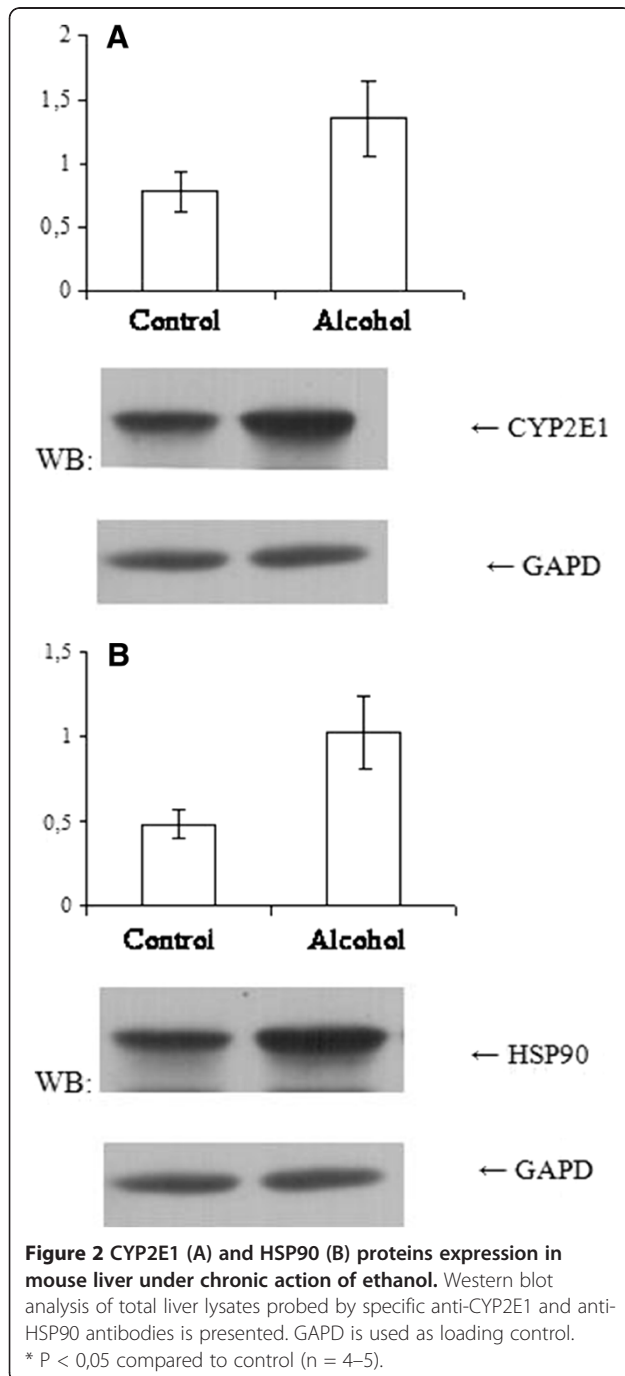 A
2
1,5
1
0,5
0
Control Alcohol
WB:
← CYP2E1
← GAPD
B
1,5
1
0,5
0
Control Alcohol
WB:
← HSP90
← GAPD
Figure 2 CYP2E1 (A) and HSP90 (B) proteins expression in
mouse liver under chronic action of ethanol. Western blot
analysis of total liver lysates probed by specific anti-CYP2E1 and anti-
HSP90 antibodies is presented. GAPD is used as loading control.
* P < 0,05 compared to control (n = 4–5).